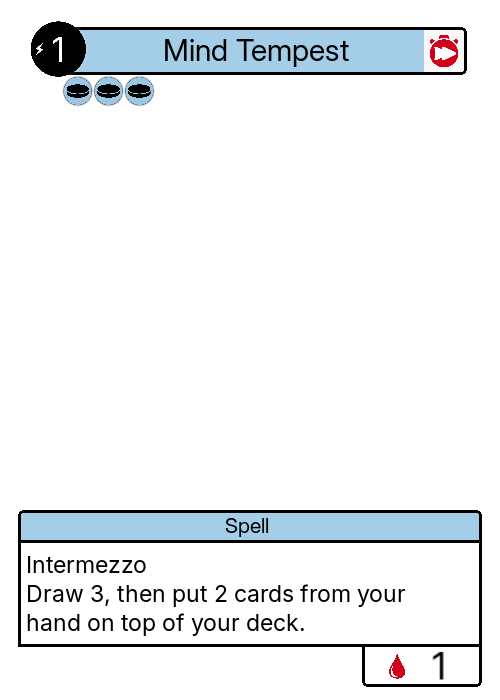 1 Mind Tempest
Spell
Intermezzo
Draw 3, then put 2 cards from your
hand on top of your deck.
1